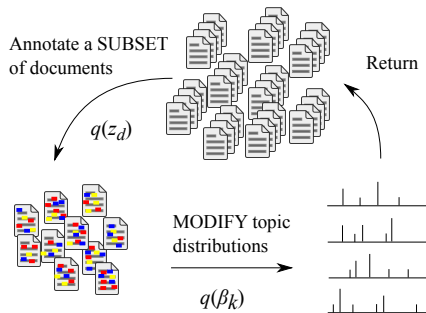 Annotate a SUBSET
of documents
Return
q(z_d)
MODIFY topic
distributions
q(β_k)